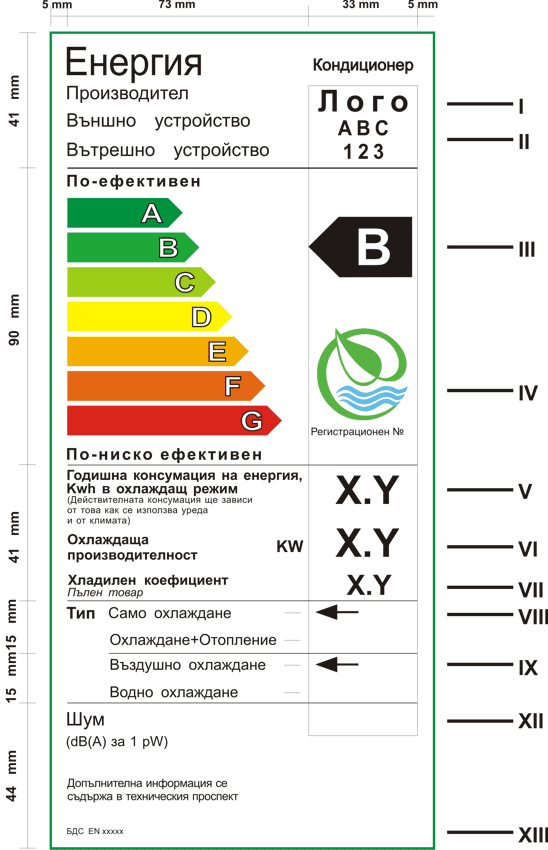 5 mm 73 mm 33 mm 5 mm
Енергия
Кондиционер
Производител
Лого
I
Външно устройство
ABC
II
Вътрешно устройство
123
41 mm
По-ефективен
A
B
B
III
C
D
90 mm
E
F
IV
G
Регистрационен №
По-ниско ефективен
Годишна консумация на енергия,
Kwh в охлаждащ режим
X.Y
V
(Действителната консумация ще зависи
от това как се използва уреда
и от климата)
41 mm
Охлаждаща
производителност
KW
X.Y
VI
Хладилен коефициент
X.Y
VII
Пълен товар
Тип Само охлаждане
VIII
15 mm
Охлаждане+Отопление
Въздушно охлаждане
IX
15 mm
Водно охлаждане
Шум
XII
(dB(A) за 1 pW)
44 mm
Допълнителна информация се
съдържа в техническия проспект
БДС EN xxxxx
XIII